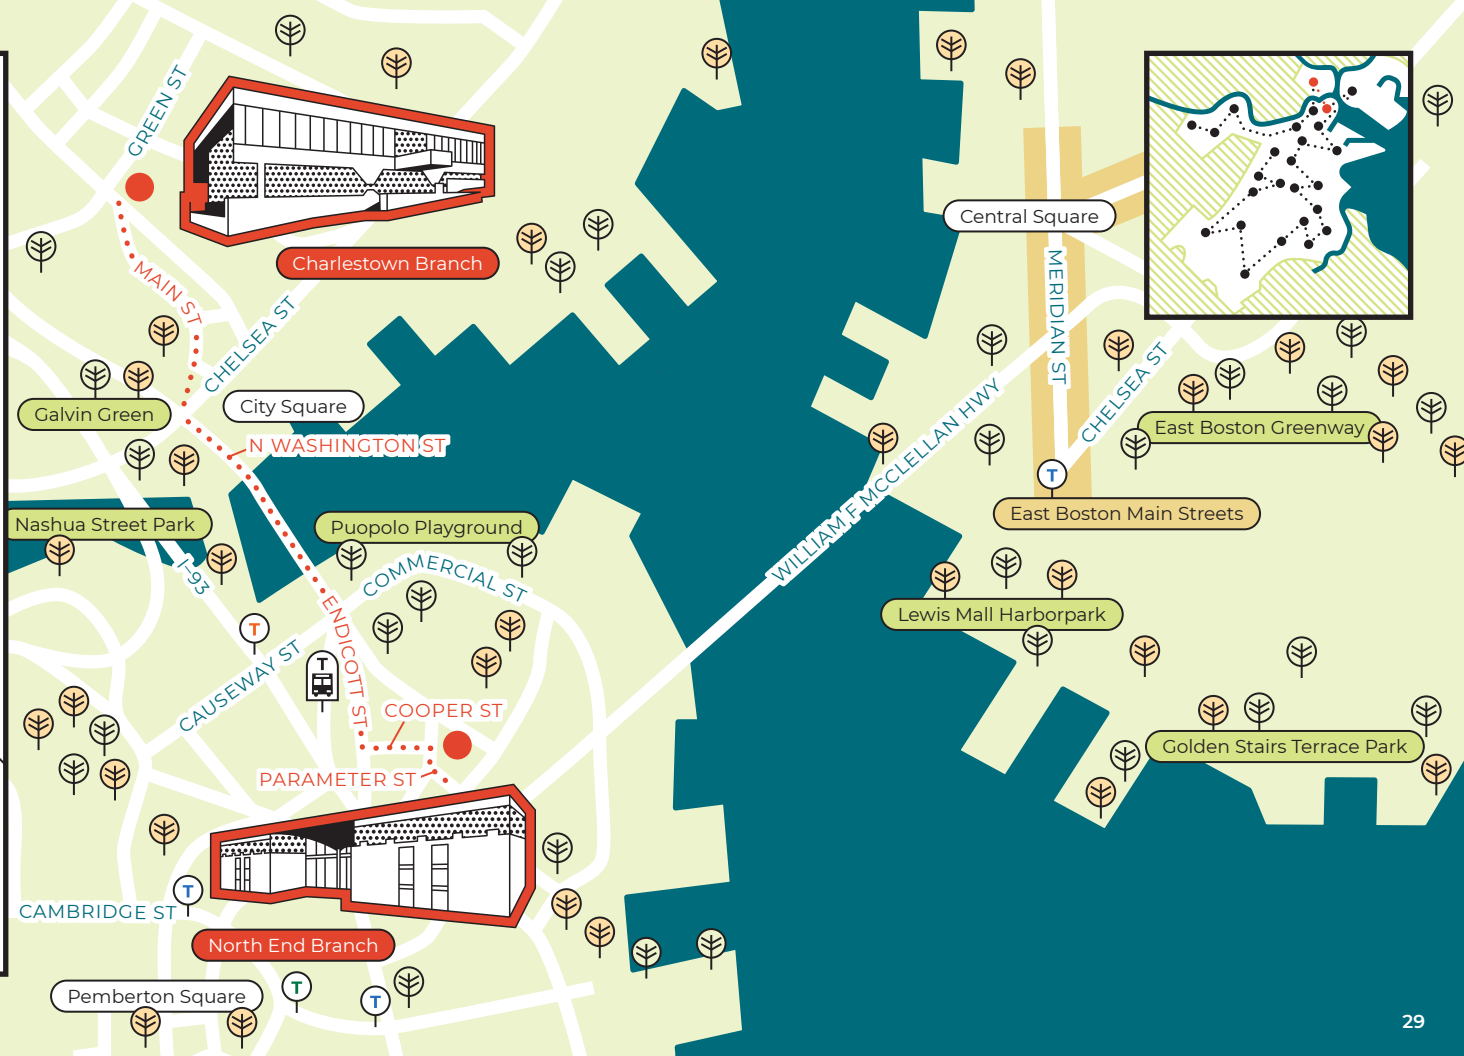 GREEN ST
Charlestown Branch
MAIN ST
CHELSEA ST
Galvin Green
City Square
N WASHINGTON ST
Nashua Street Park
Puopolo Playground
I-93
COMMERCIAL ST
T
ENDICOTT ST
T
CAUSEWAY ST
COOPER ST
PARAMETER ST
T
CAMBRIDGE ST
North End Branch
Pemberton Square
T
T
Central Square
MERIDIAN ST
CHELSEA ST
WILLIAM F MCCLELLAN HWY
East Boston Greenway
T
East Boston Main Streets
Lewis Mall Harborpark
Golden Stairs Terrace Park
29